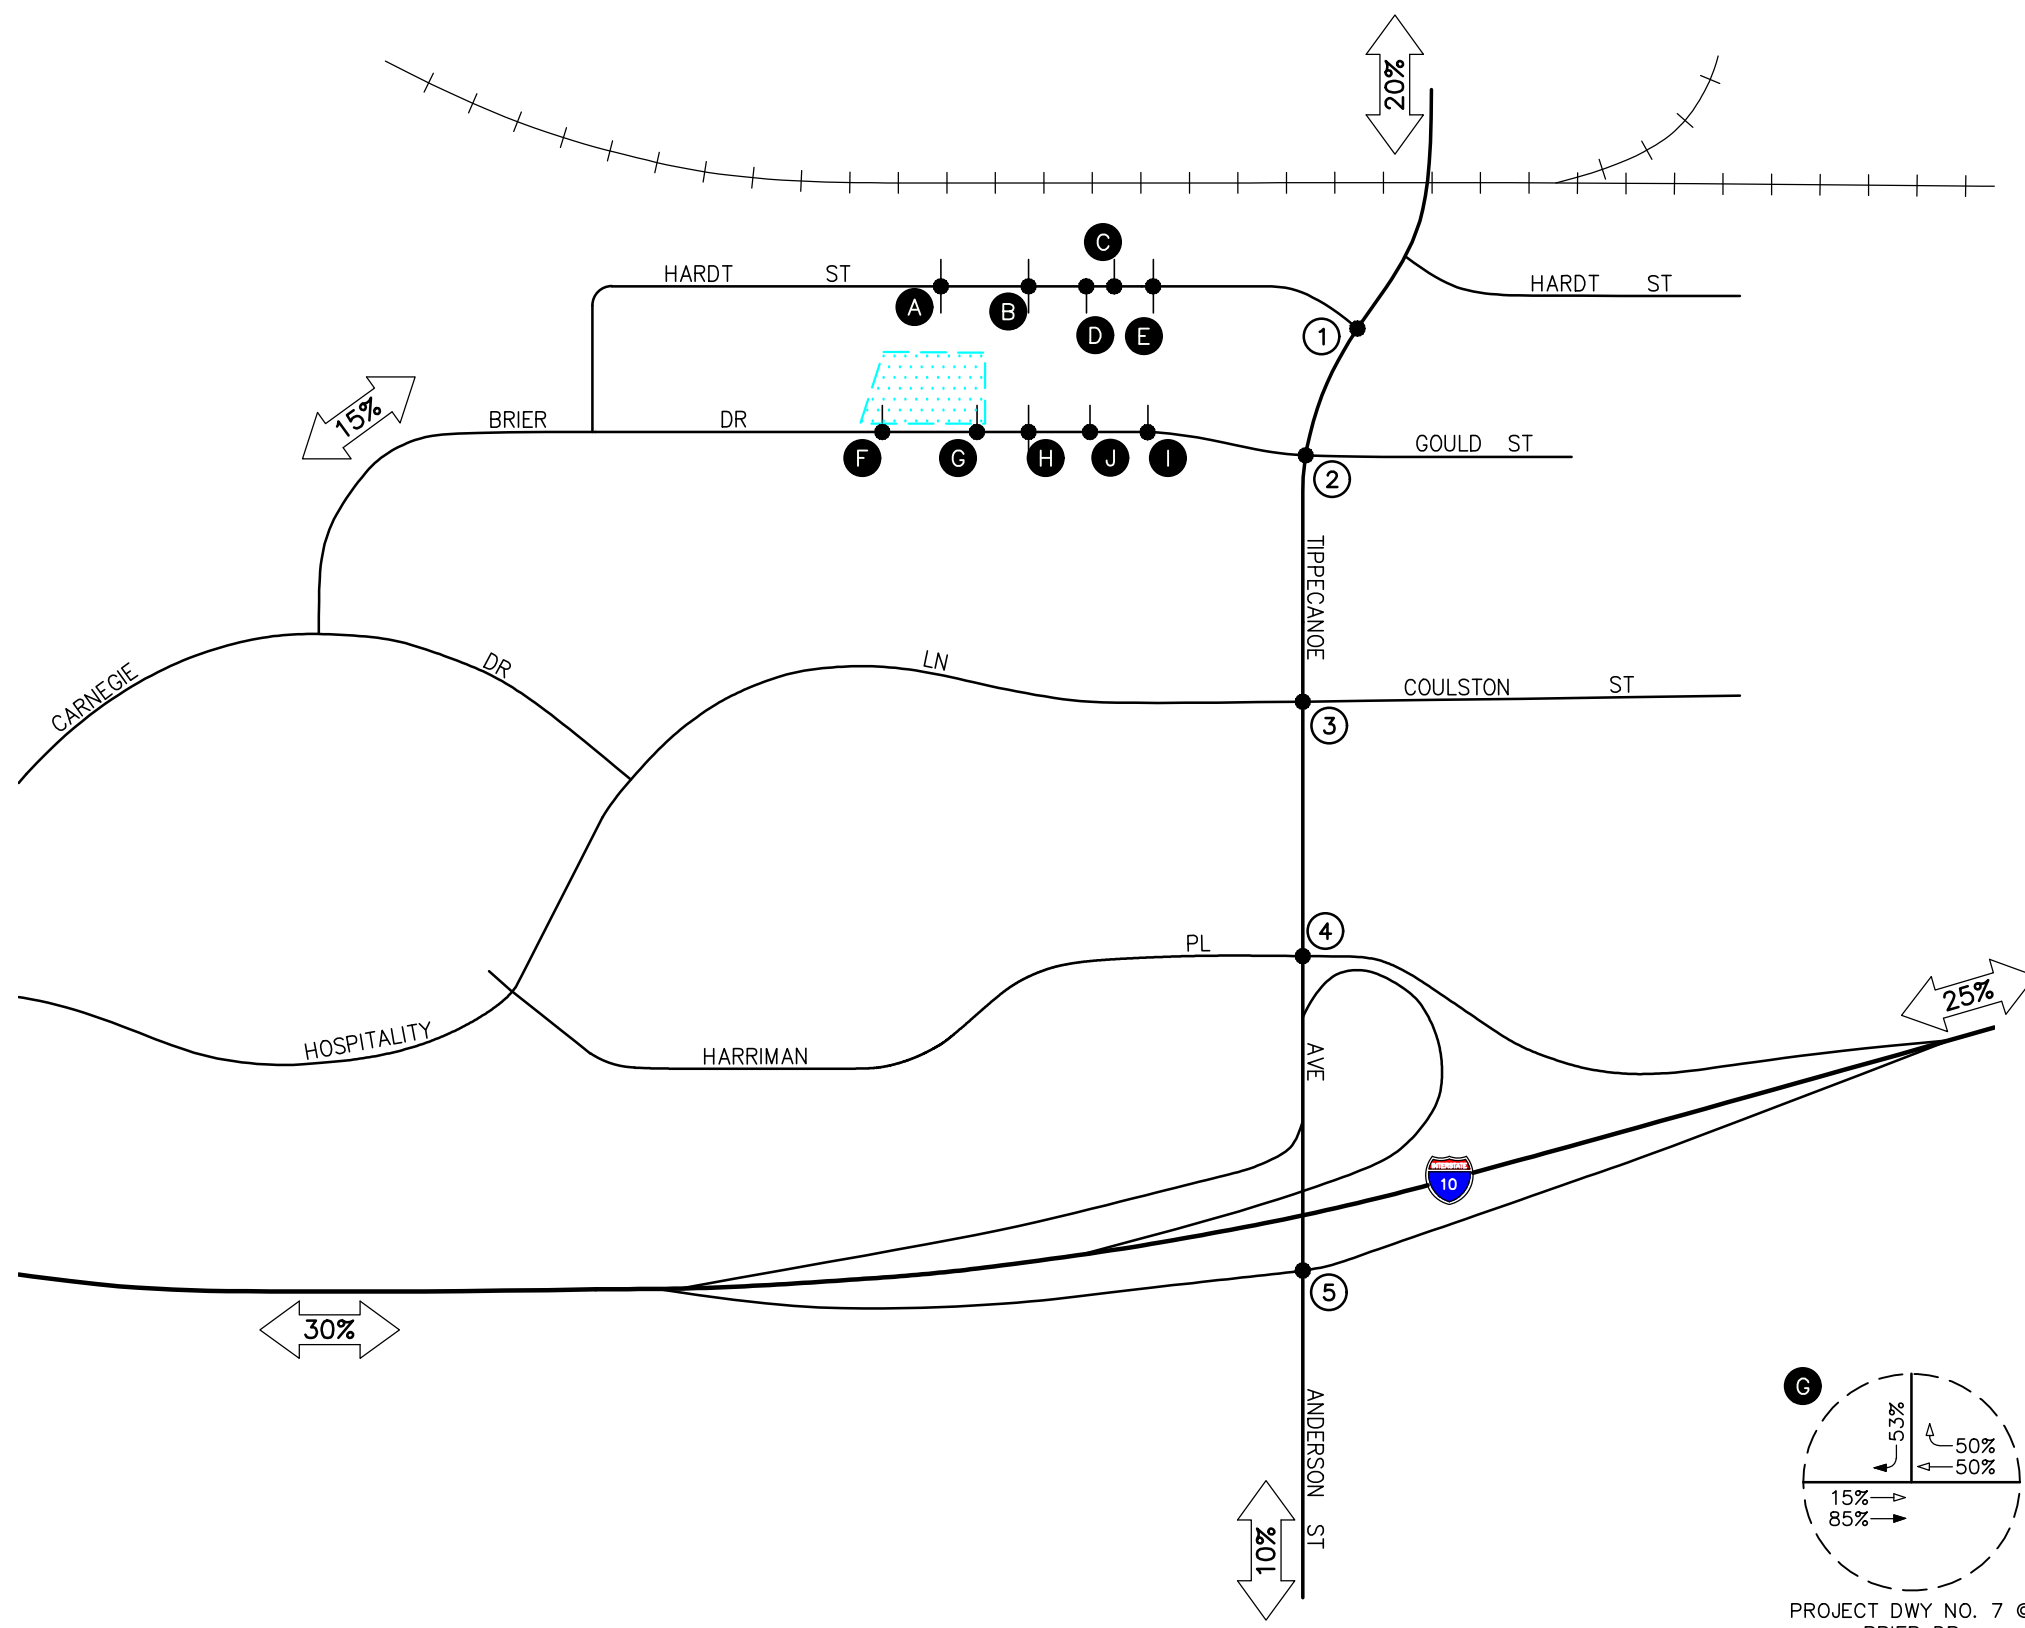 20%
C
HARDT ST
HARDT ST
A
B
D
E
1
15%
BRIER DR
GOULD ST
F
G
H
J
I
2
TIPPECANOE
CARNEGIE DR
LN
COULSTON ST
3
4
PL
25%
HOSPITALITY
HARRIMAN
AVE
INTERSTATE
10
5
30%
G
53%
50%
50%
15%
85%
ANDERSON ST
10%
PROJECT DWY NO. 7 @